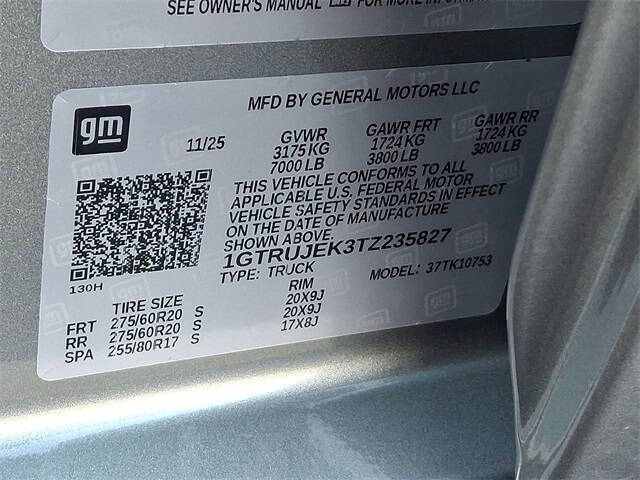 SEE OWNER'S MANUAL FOR MORE INFORMA
MFD BY GENERAL MOTORS LLC
gm
11/25 GVWR GAWR FRT GAWR RR
3175 KG 1724 KG 1724 KG
7000 LB 3800 LB 3800 LB
THIS VEHICLE CONFORMS TO ALL
APPLICABLE U.S. FEDERAL MOTOR
VEHICLE SAFETY STANDARDS IN EFFECT
ON THE DATE OF MANUFACTURE
SHOWN ABOVE.
1GTRUJEK3TZ235827
130H
TYPE: TRUCK MODEL: 37TK10753
TIRE SIZE RIM
FRT 275/60R20 S 20X9J
RR 275/60R20 S 20X9J
SPA 255/80R17 S 17X8J